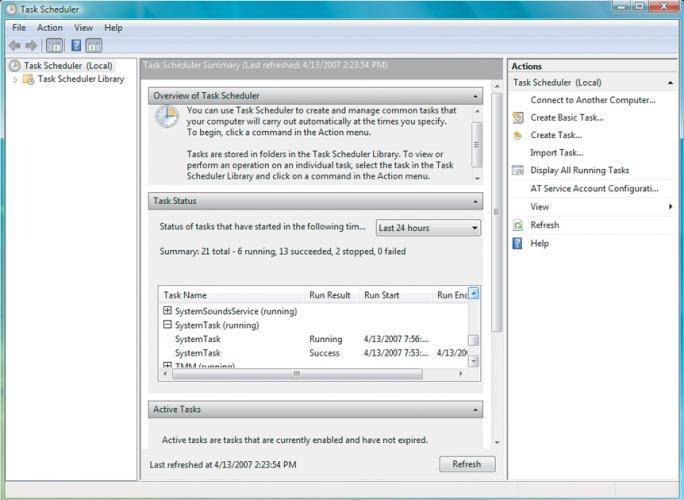 Task Scheduler
File Action View Help
Task Scheduler (Local)
Task Scheduler Library
Task Scheduler Summary (Last refreshed: 4/13/2007 2:23:54 PM)
Overview of Task Scheduler
You can use Task Scheduler to create and manage common tasks that
your computer will carry out automatically at the times you specify.
To begin, click a command in the Action menu.
Tasks are stored in folders in the Task Scheduler Library. To view or
perform an operation on an individual task, select the task in the Task
Scheduler Library and click on a command in the Action menu.
Task Status
Status of tasks that have started in the following tim... Last 24 hours
Summary: 21 total - 6 running, 13 succeeded, 2 stopped, 0 failed
Task Name Run Result Run Start Run End
SystemSoundsService (running)
SystemTask (running)
SystemTask Running 4/13/2007 7:56:...
SystemTask Success 4/13/2007 7:53:... 4/13/20
TMM (running)
Active Tasks
Active tasks are tasks that are currently enabled and have not expired.
Last refreshed at 4/13/2007 2:23:54 PM Refresh
Actions
Task Scheduler (Local)
Connect to Another Computer...
Create Basic Task...
Create Task...
Import Task...
Display All Running Tasks
AT Service Account Configurati...
View
Refresh
Help